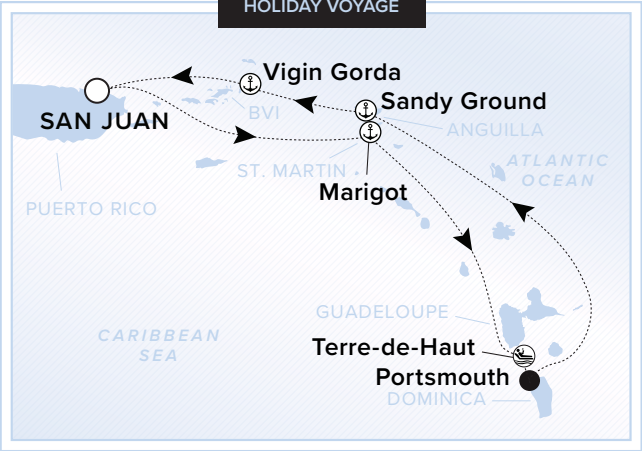 HOLIDAY VOYAGE
Vigin Gorda
Sandy Ground
SAN JUAN
BVI
ANGUILLA
ST. MARTIN
ATLANTIC
OCEAN
Marigot
PUERTO RICO
GUADELOUPE
CARIBBEAN
SEA
Terre-de-Haut
Portsmouth
DOMINICA